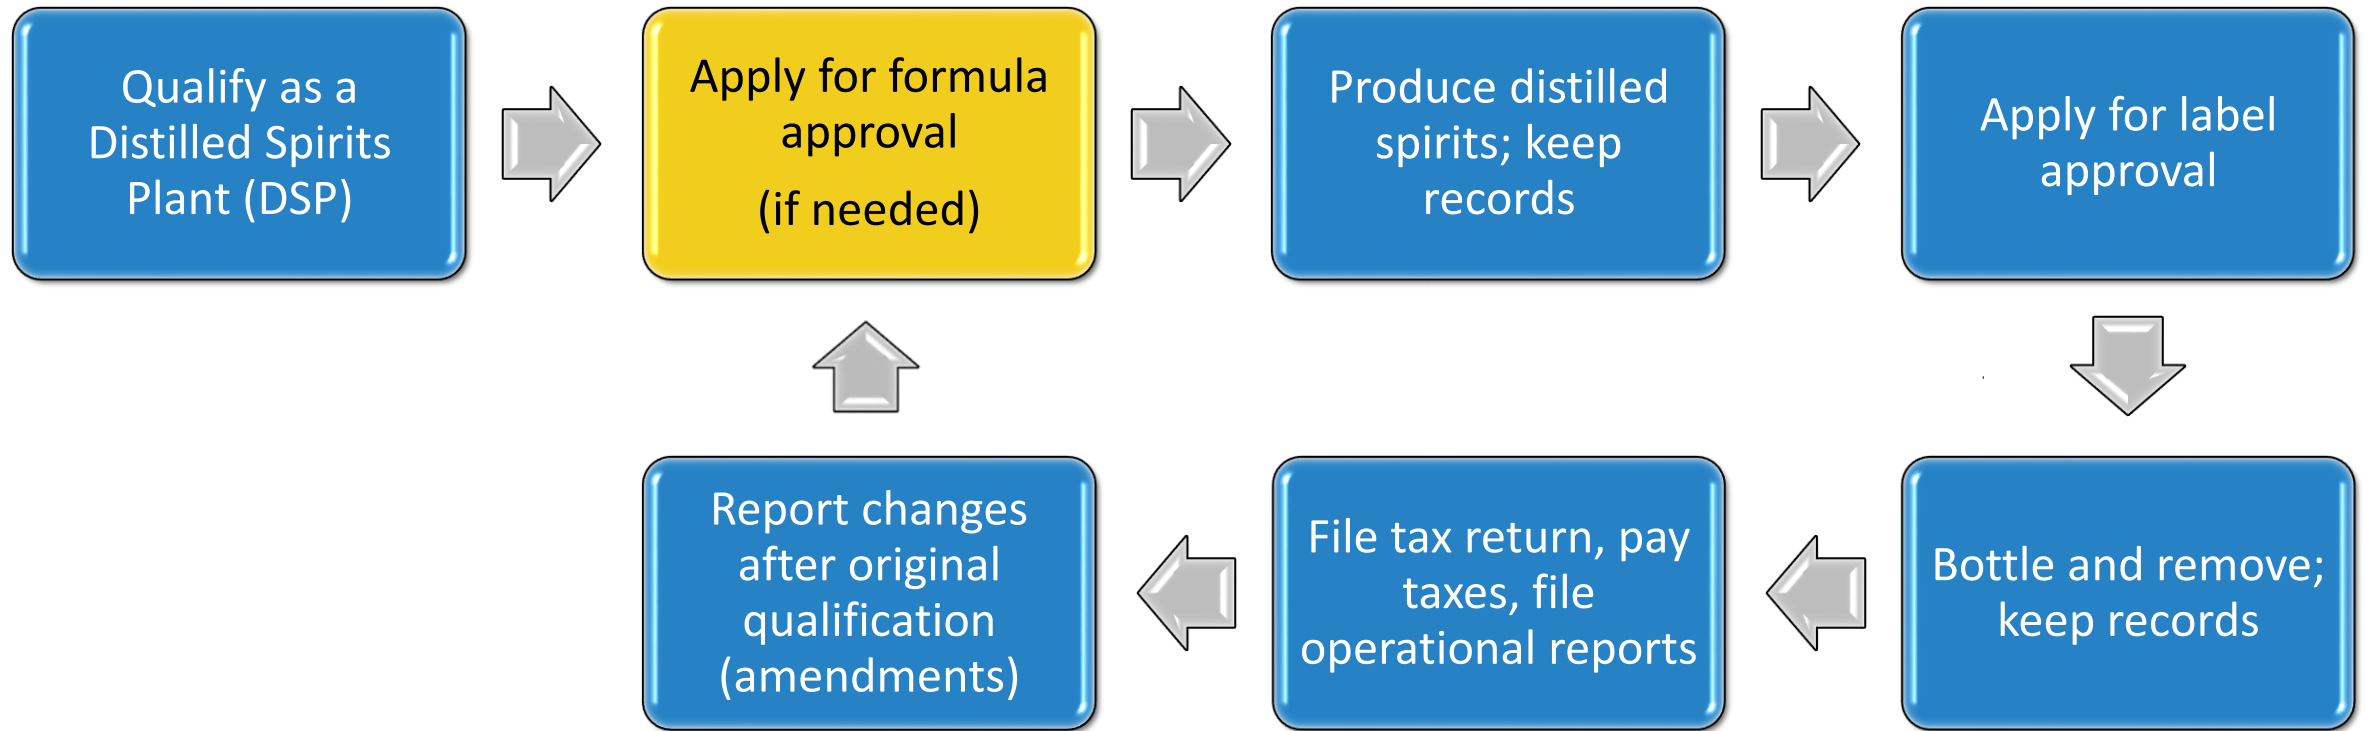 Qualify as a
Distilled Spirits
Plant (DSP)
Apply for formula
approval
(if needed)
Produce distilled
spirits; keep
records
Apply for label
approval
Bottle and remove;
keep records
File tax return, pay
taxes, file
operational reports
Report changes
after original
qualification
(amendments)